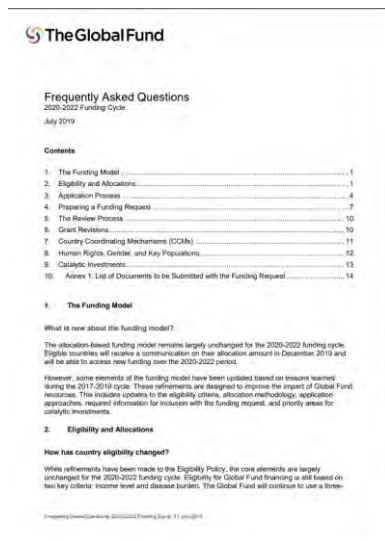 The Global Fund
Frequently Asked Questions
2020-2022 Funding Cycle
July 2019
Contents
1. The Funding Model 1
2. Eligibility and Allocations 1
3. Application Process 4
4. Preparing a Funding Request 7
5. The Review Process 10
6. Grant Revisions 10
7. Country Coordinating Mechanisms (CCMs) 11
8. Human Rights, Gender, and Key Populations 12
9. Catalytic Investments 13
10. Annex 1: List of Documents to be Submitted with the Funding Request 14
1. The Funding Model
What is new about the funding model?
The allocation-based funding model remains largely unchanged for the 2020-2022 funding cycle.
Eligible countries will receive a communication on their allocation amount in December 2019 and
will be able to access new funding over the 2020-2022 period.
However, some elements of the funding model have been updated based on lessons learned
during the 2017-2019 cycle. These refinements are designed to improve the impact of Global Fund
resources. This includes updates to the eligibility criteria, allocation methodology, application
approaches, required information for inclusion with the funding request, and priority areas for
catalytic investments.
2. Eligibility and Allocations
How has country eligibility changed?
While refinements have been made to the Eligibility Policy, the core elements are largely
unchanged for the 2020-2022 funding cycle. Eligibility for Global Fund financing is still based on
two key criteria: income level and disease burden. The Global Fund will continue to use a three-